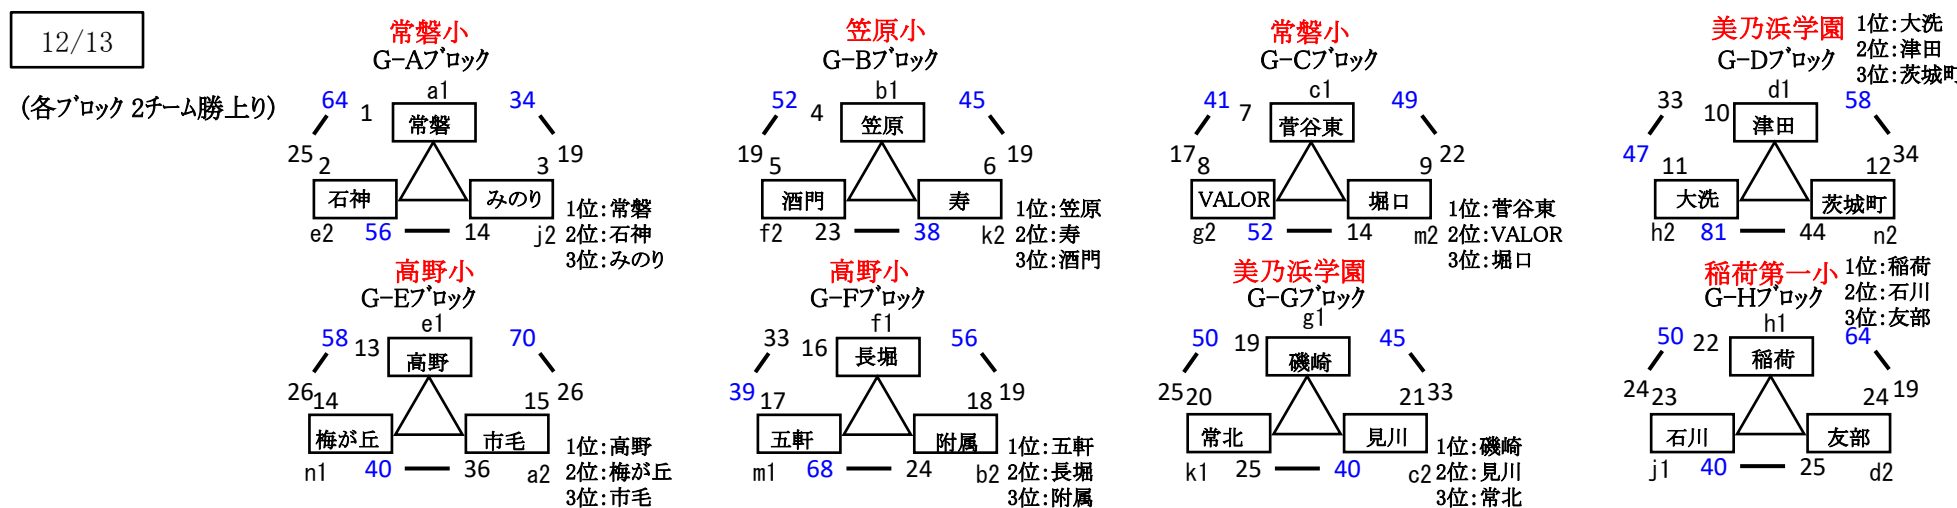 12/13
(各ブロック 2チーム勝上り)
常磐小
G-Aブロック
a1
64
1
常磐
34
25
2
3
19
石神
みのり
e2
56
14
j2
1位:常磐
2位:石神
3位:みのり
笠原小
G-Bブロック
b1
52
4
笠原
45
19
5
6
19
酒門
寿
f2
23
38
k2
1位:笠原
2位:寿
3位:酒門
常磐小
G-Cブロック
c1
41
7
菅谷東
49
17
8
9
22
VALOR
堀口
g2
52
14
m2
1位:菅谷東
2位:VALOR
3位:堀口
美乃浜学園
G-Dブロック
1位:大洗
2位:津田
3位:茨城町
d1
33
10
津田
58
47
11
12
34
大洗
茨城町
h2
81
44
n2
高野小
G-Eブロック
e1
58
13
高野
70
26
14
15
26
梅が丘
市毛
n1
40
36
a2
1位:高野
2位:梅が丘
3位:市毛
高野小
G-Fブロック
f1
33
16
長堀
56
39
17
18
19
五軒
附属
m1
68
24
b2
1位:五軒
2位:長堀
3位:附属
美乃浜学園
G-Gブロック
g1
50
19
磯崎
45
25
20
21
33
常北
見川
k1
25
40
c2
1位:磯崎
2位:見川
3位:常北
稲荷第一小
G-Hブロック
1位:稲荷
2位:石川
3位:友部
h1
50
22
稲荷
64
24
23
24
19
石川
友部
j1
40
25
d2